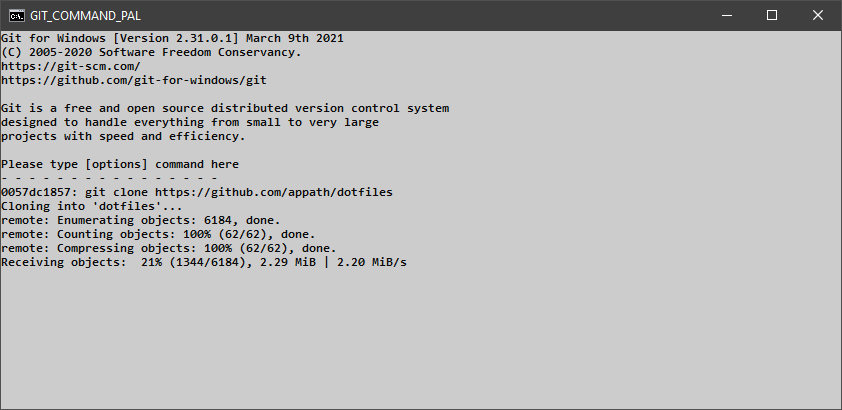 GIT_COMMAND_PAL
Git for Windows [Version 2.31.0.1] March 9th 2021
(C) 2005-2020 Software Freedom Conservancy.
https://git-scm.com/
https://github.com/git-for-windows/git
Git is a free and open source distributed version control system
designed to handle everything from small to very large
projects with speed and efficiency.
Please type [options] command here
- - - - - - - - - - - - - - - -
0057dc1857: git clone https://github.com/appath/dotfiles
Cloning into 'dotfiles'...
remote: Enumerating objects: 6184, done.
remote: Counting objects: 100% (62/62), done.
remote: Compressing objects: 100% (62/62), done.
Receiving objects:  21% (1344/6184), 2.29 MiB | 2.20 MiB/s